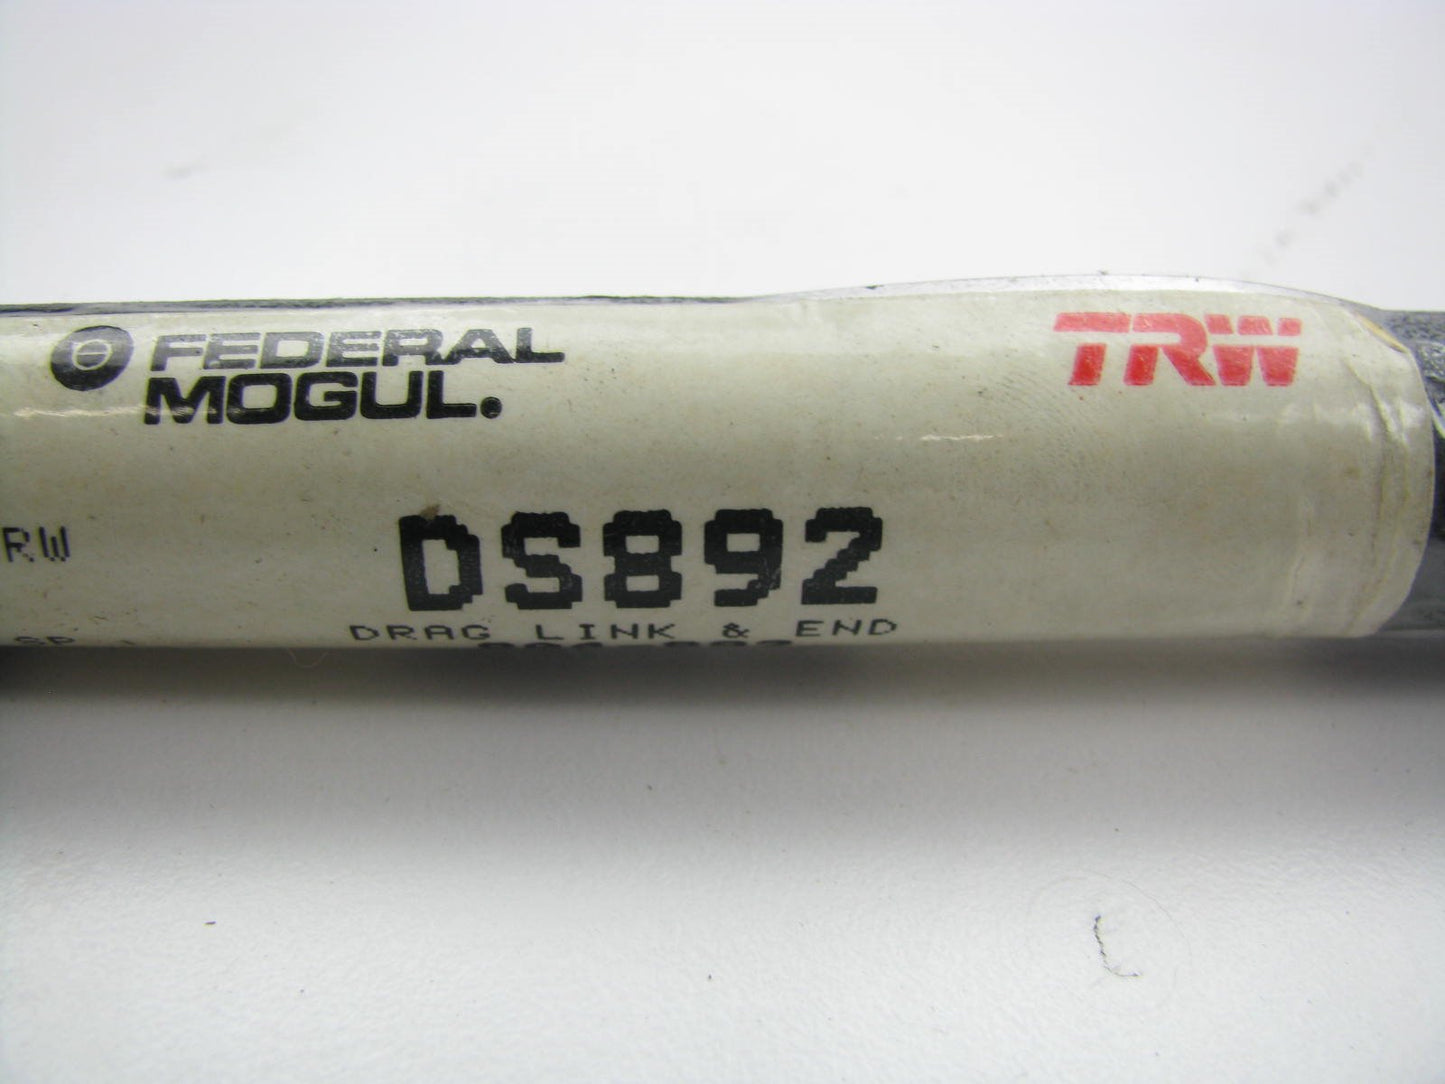 FEDERAL
MOGUL.
TRW
RW
DS892
DRAG LINK & END